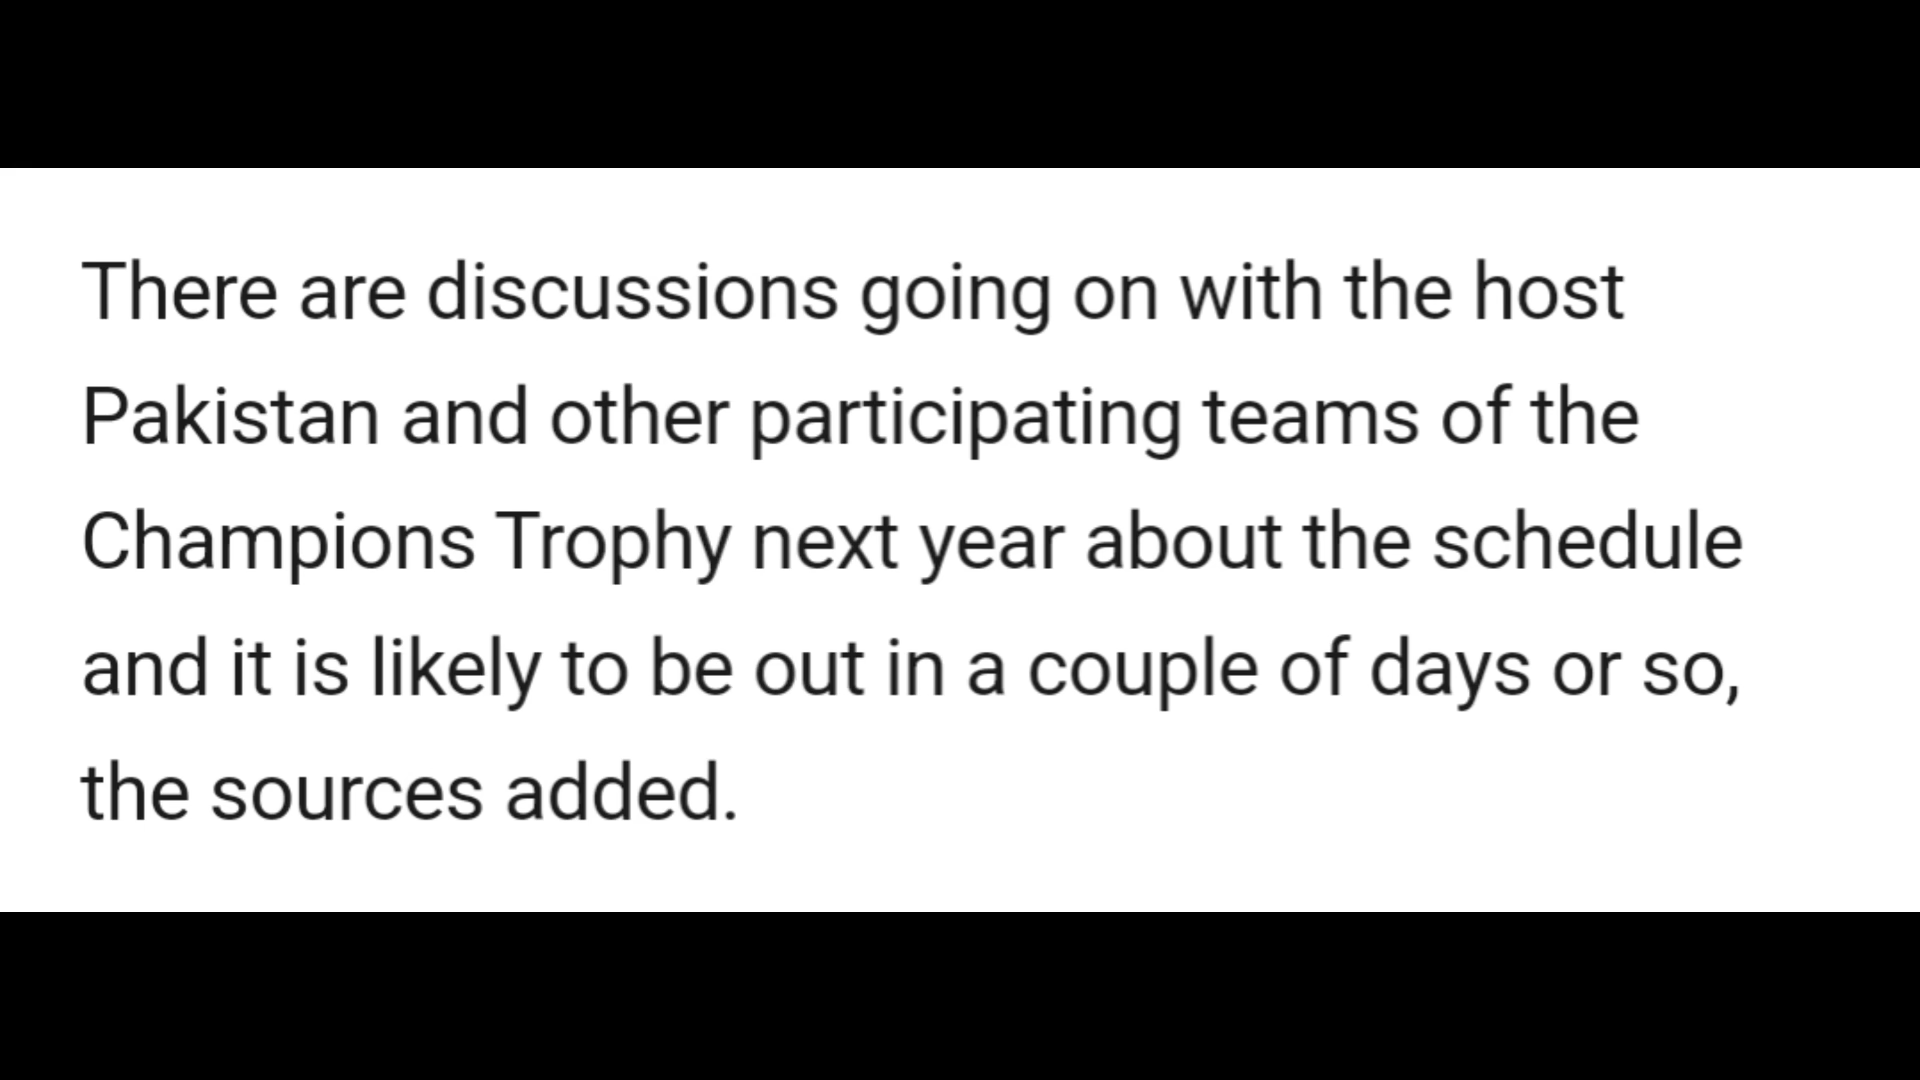 There are discussions going on with the host
Pakistan and other participating teams of the
Champions Trophy next year about the schedule
and it is likely to be out in a couple of days or so,
the sources added.